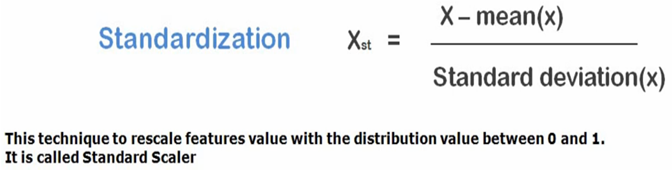 Standardization Xst = X – mean(x)
Standard deviation(x)
This technique to rescale features value with the distribution value between 0 and 1.
It is called Standard Scaler